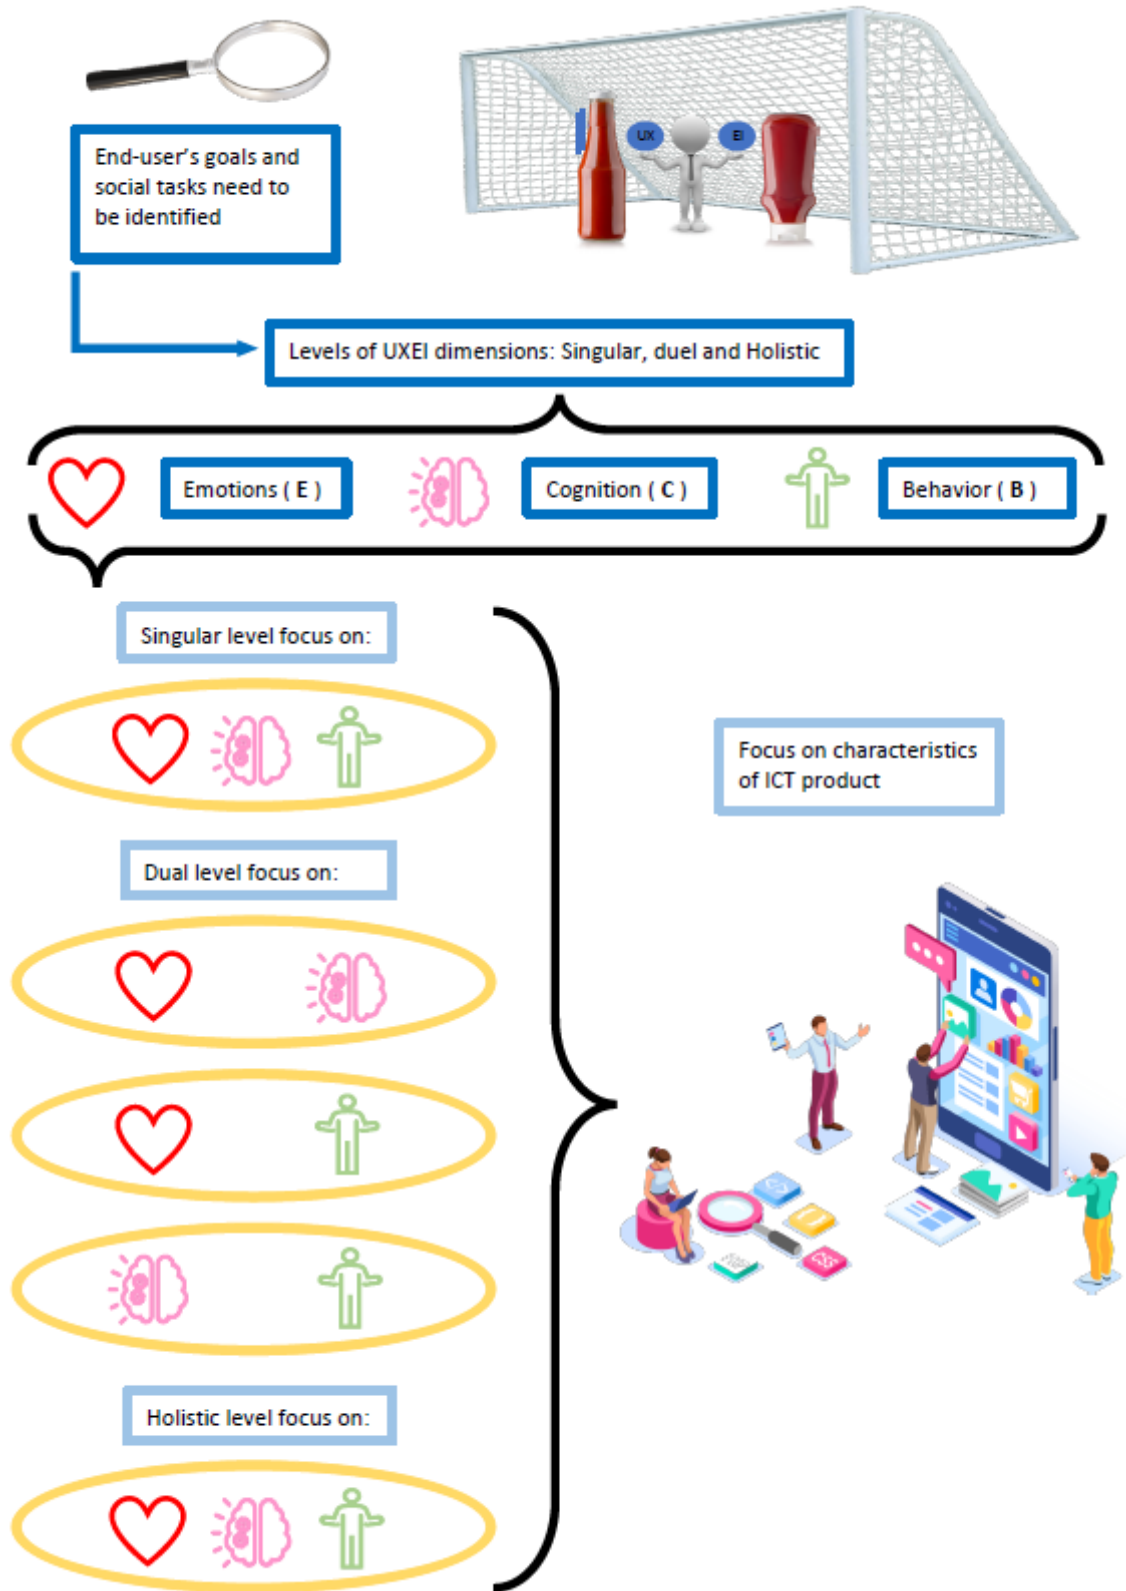 UX
EI
End-user's goals and
social tasks need to
be identified
Levels of UXEI dimensions: Singular, duel and Holistic
Emotions ( E )
Cognition ( C )
Behavior ( B )
Singular level focus on:
Focus on characteristics
of ICT product
Dual level focus on:
</>
CSS
Holistic level focus on: